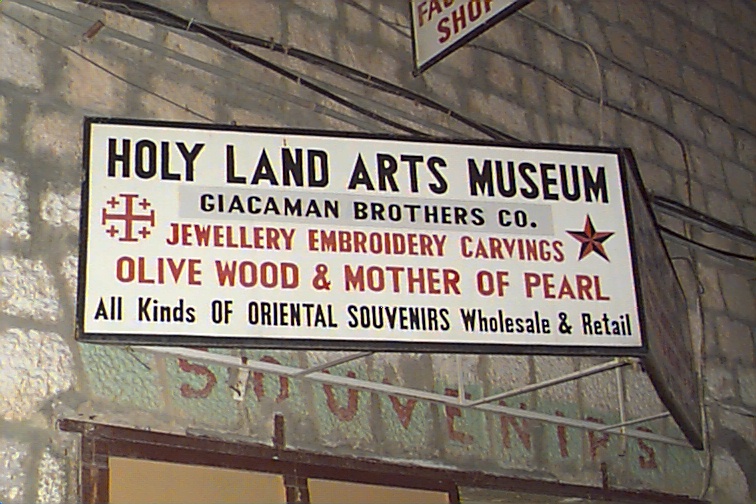 SHOP
HOLY LAND ARTS MUSEUM
GIACAMAN BROTHERS CO.
JEWELLERY EMBROIDERY CARVINGS
OLIVE WOOD & MOTHER OF PEARL
All Kinds OF ORIENTAL SOUVENIRS Wholesale & Retail
SOUVENIRS